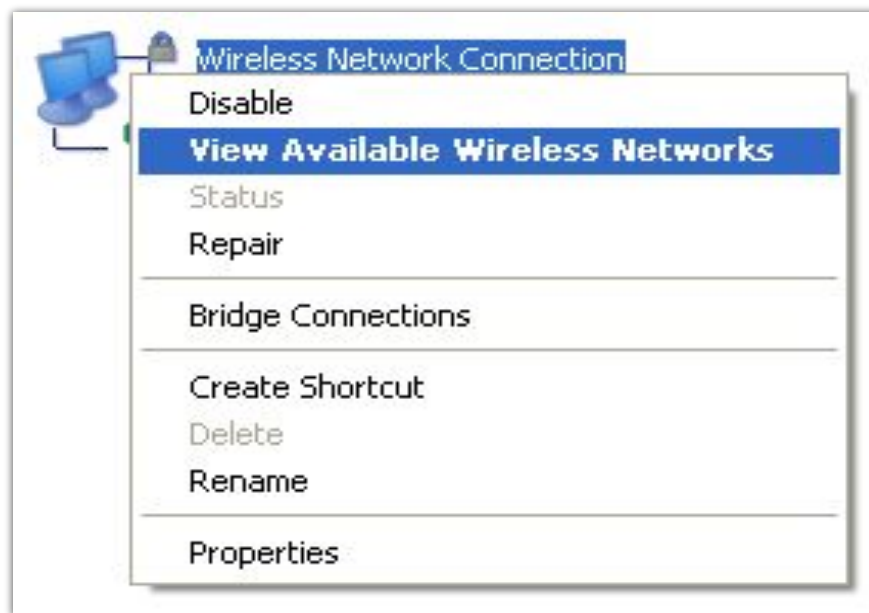 Wireless Network Connection
Disable
View Available Wireless Networks
Status
Repair
Bridge Connections
Create Shortcut
Delete
Rename
Properties